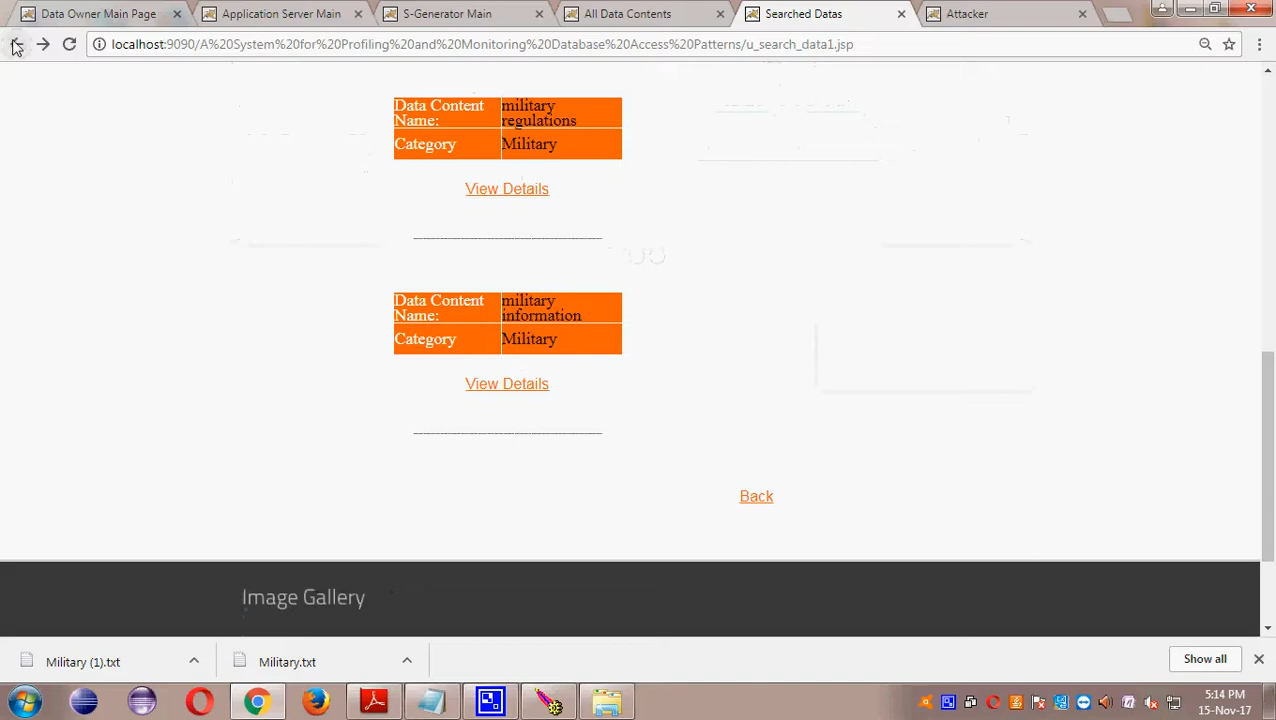 Data Owner Main Page
Application Server Main
S-Generator Main
All Data Contents
Searched Datas
Attacker
localhost:9090/A%20System%20for%20Profiling%20and%20Monitoring%20Database%20Access%20Patterns/u_search_data1.jsp
Data Content military
Name: regulations
Category Military
View Details
Data Content military
Name: information
Category Military
View Details
Back
Image Gallery
Military (1).txt
Military.txt
Show all
5:14 PM
15-Nov-17